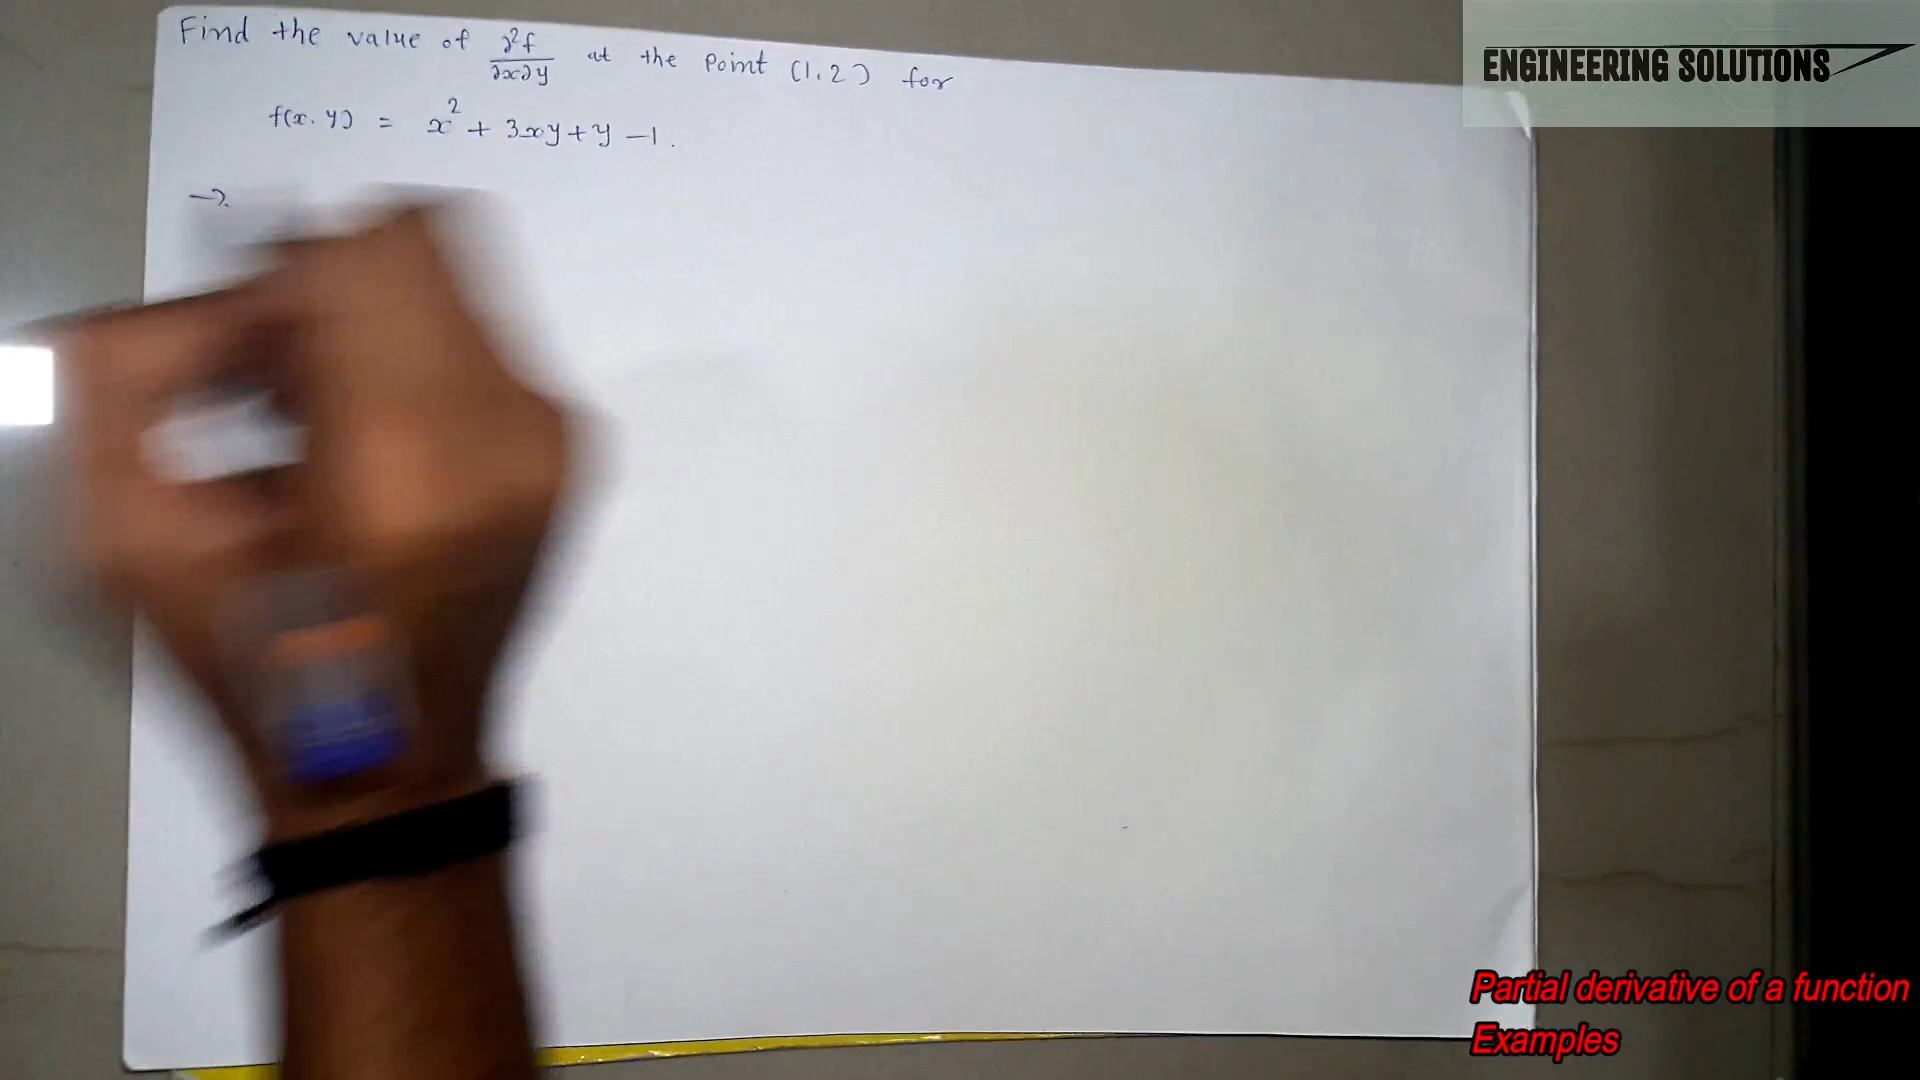 Find the value of ∂²f/∂x∂y at the point (1,2) for
f(x,y) = x² + 3xy + y − 1.
→
ENGINEERING SOLUTIONS
Partial derivative of a function
Examples